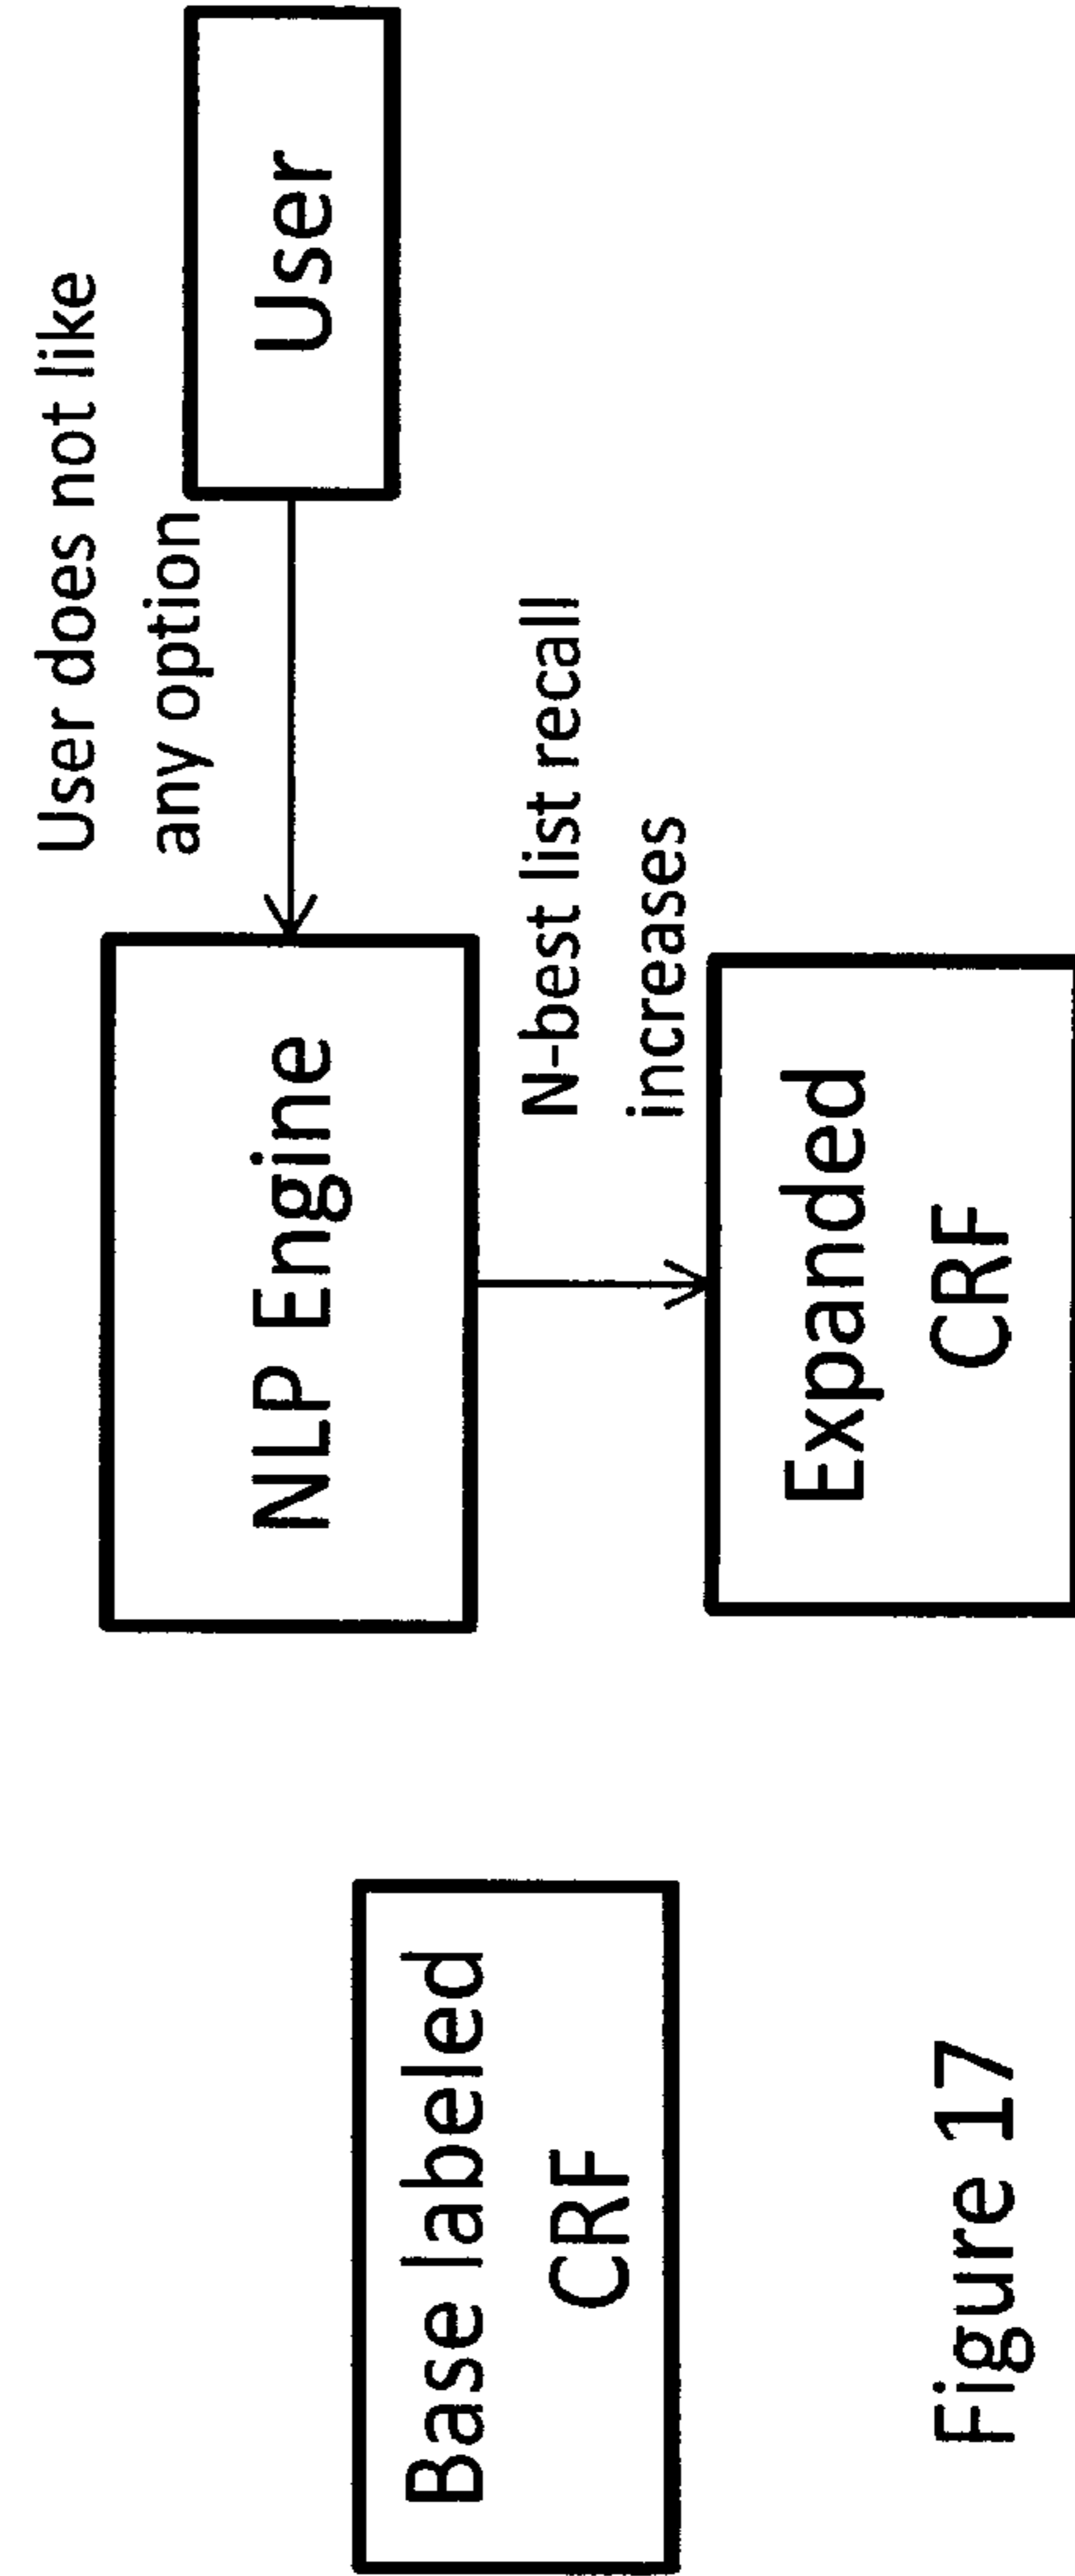 User does not like
any option
User
NLP Engine
N-best list recall
increases
Expanded
CRF
Base labeled
CRF
Figure 17